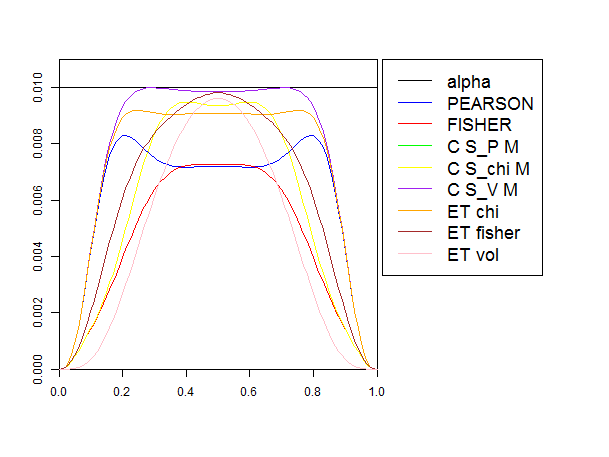 0.010
0.008
0.006
0.004
0.002
0.000
0.0 0.2 0.4 0.6 0.8 1.0
alpha
PEARSON
FISHER
C S_P M
C S_chi M
C S_V M
ET chi
ET fisher
ET vol